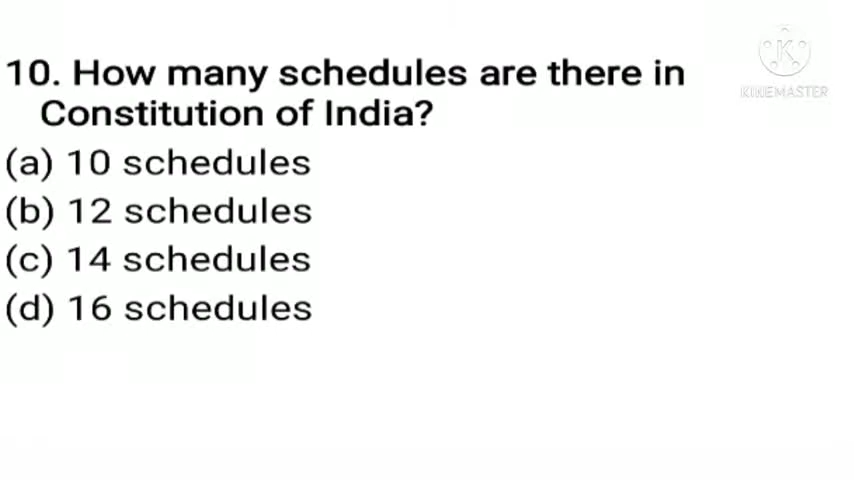 10. How many schedules are there in
Constitution of India?
(a) 10 schedules
(b) 12 schedules
(c) 14 schedules
(d) 16 schedules
K
KINEMASTER